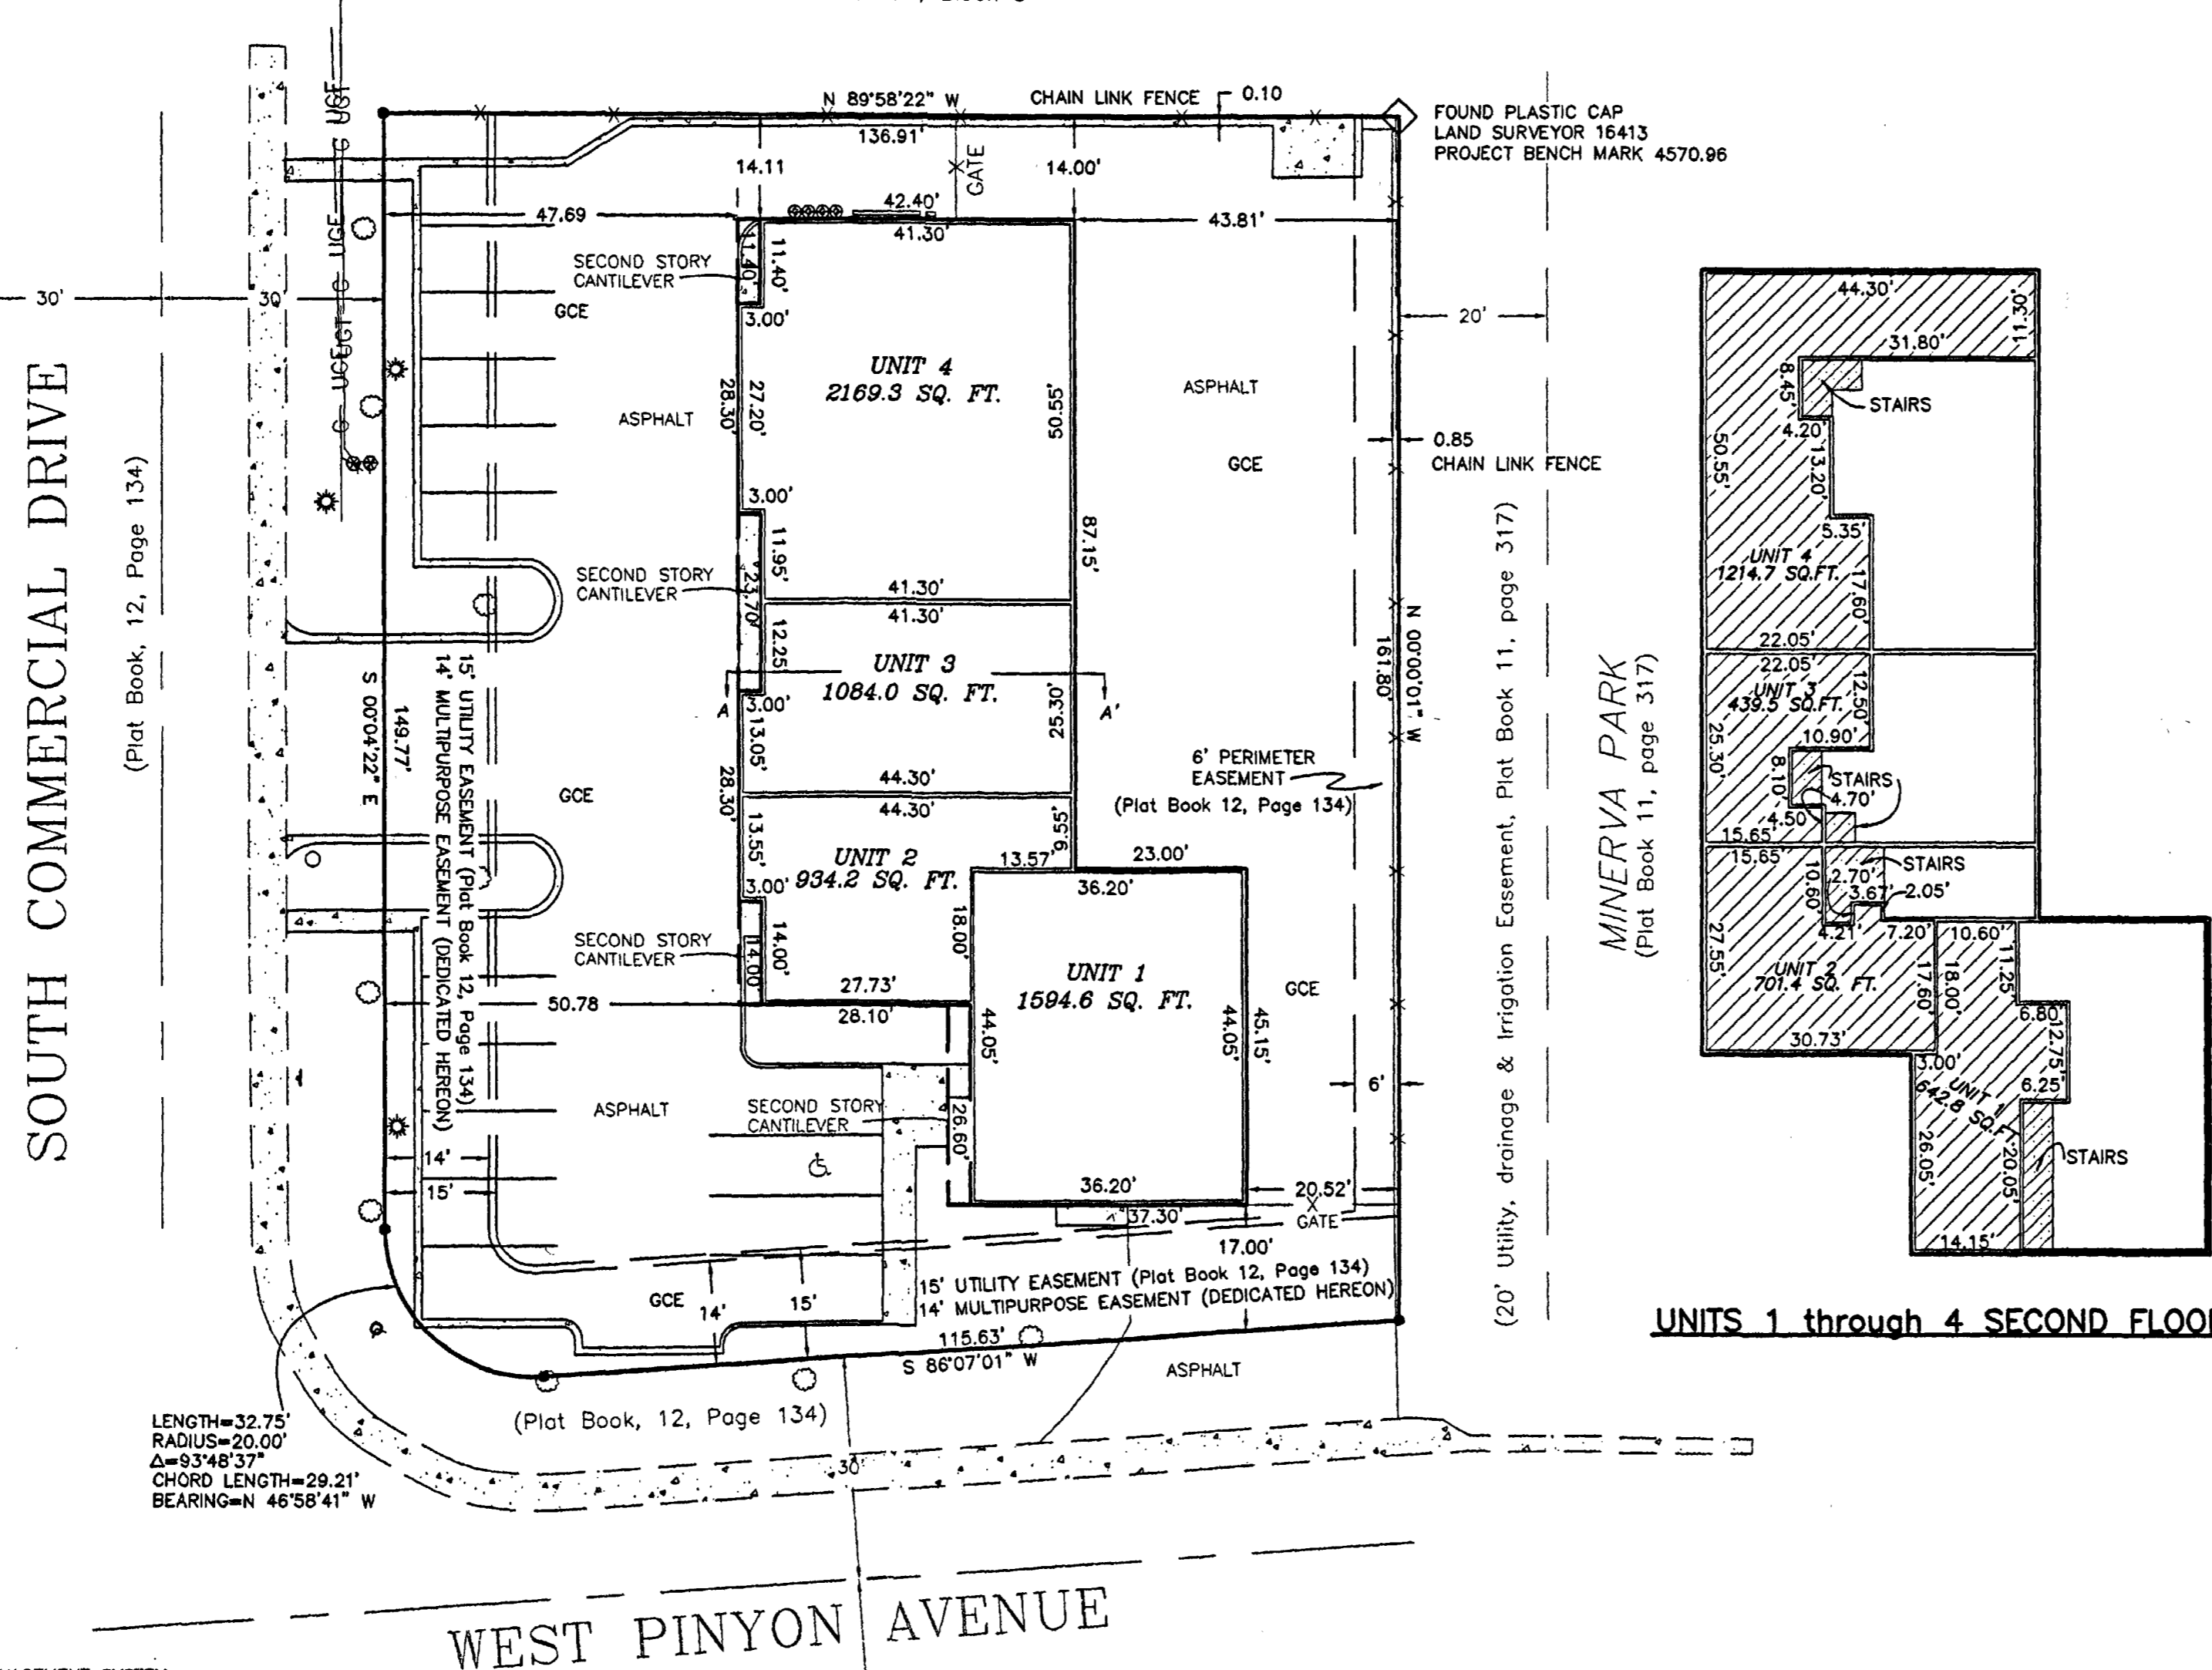 N 89°58'22" W
CHAIN LINK FENCE
0.10
136.91'
FOUND PLASTIC CAP
LAND SURVEYOR 16413
PROJECT BENCH MARK 4570.96
14.11
GATE
14.00'
42.40'
47.69
41.30'
43.81'
30'
30'
20'
SECOND STORY
CANTILEVER
11.40'
11.40'
3.00'
GCE
UNIT 4
2169.3 SQ. FT.
ASPHALT
ASPHALT
28.30'
27.20'
50.55'
0.85
CHAIN LINK FENCE
GCE
3.00'
11.95'
87.15'
SECOND STORY
CANTILEVER
23.70'
41.30'
41.30'
12.25'
UNIT 3
1084.0 SQ. FT.
A
A'
3.00'
13.05'
25.30'
28.30'
44.30'
44.30'
GCE
6' PERIMETER
EASEMENT
(Plat Book 12, Page 134)
N 00°00'01" W
161.80'
SOUTH COMMERCIAL DRIVE
(Plat Book, 12, Page 134)
S 00°04'22" E
149.77'
15' UTILITY EASEMENT (Plat Book 12, Page 134)
14' MULTIPURPOSE EASEMENT (DEDICATED HEREON)
G UGE
UGT
13.55'
9.55'
UNIT 2
934.2 SQ. FT.
13.57'
23.00'
36.20'
3.00'
18.00'
SECOND STORY
CANTILEVER
14.00'
14.00'
UNIT 1
1594.6 SQ. FT.
GCE
50.78
27.73'
28.10'
44.05'
44.05'
45.15'
ASPHALT
SECOND STORY
CANTILEVER
26.60'
6'
14'
15'
36.20'
37.30'
20.52'
GATE
17.00'
GCE
14'
15'
15' UTILITY EASEMENT (Plat Book 12, Page 134)
14' MULTIPURPOSE EASEMENT (DEDICATED HEREON)
115.63'
S 86°07'01" W
ASPHALT
LENGTH=32.75'
RADIUS=20.00'
Δ=93°48'37"
CHORD LENGTH=29.21'
BEARING=N 46°58'41" W
(Plat Book, 12, Page 134)
30'
WEST PINYON AVENUE
(20' Utility, drainage & Irrigation Easement, Plat Book 11, page 317)
MINERVA PARK
(Plat Book 11, page 317)
44.30'
11.30'
31.80'
8.45'
STAIRS
4.20'
13.20'
50.55'
5.35'
UNIT 4
1214.7 SQ.FT.
17.60'
22.05'
22.05'
UNIT 3
439.5 SQ.FT.
12.50'
10.90'
25.30'
8.10'
STAIRS
4.70'
4.50
15.65'
15.65'
STAIRS
10.60'
2.70'
3.67'
2.05'
4.21'
7.20'
10.60'
27.55'
UNIT 2
701.4 SQ. FT.
17.60'
18.00'
11.25'
6.80'
12.75'
30.73'
3.00'
UNIT 1
642.8 SQ.FT.
6.25'
26.05'
20.05'
STAIRS
14.15'
UNITS 1 through 4 SECOND FLOO